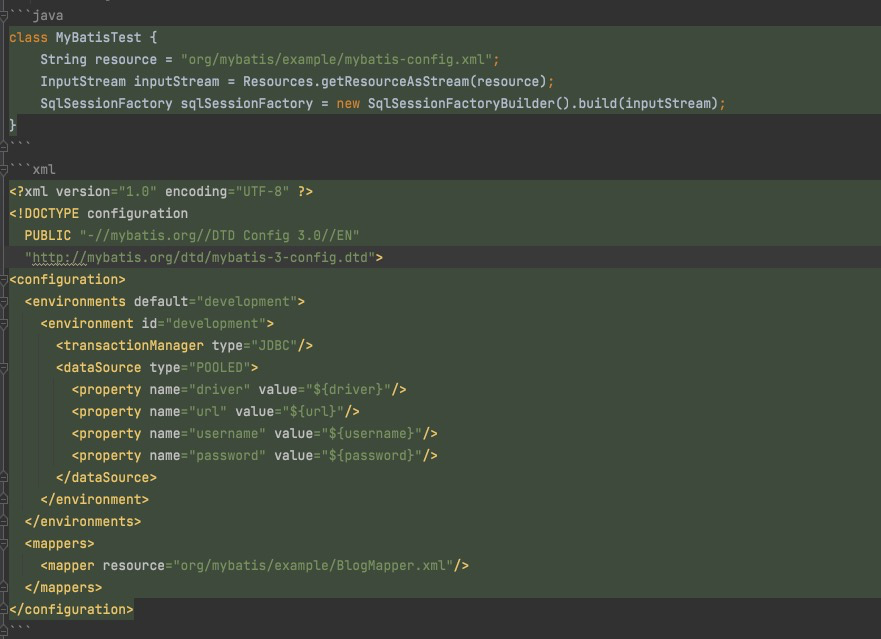 ```java
class MyBatisTest {
    String resource = "org/mybatis/example/mybatis-config.xml";
    InputStream inputStream = Resources.getResourceAsStream(resource);
    SqlSessionFactory sqlSessionFactory = new SqlSessionFactoryBuilder().build(inputStream);
}
```
```xml
<?xml version="1.0" encoding="UTF-8" ?>
<!DOCTYPE configuration
  PUBLIC "-//mybatis.org//DTD Config 3.0//EN"
  "http://mybatis.org/dtd/mybatis-3-config.dtd">
<configuration>
  <environments default="development">
    <environment id="development">
      <transactionManager type="JDBC"/>
      <dataSource type="POOLED">
        <property name="driver" value="${driver}"/>
        <property name="url" value="${url}"/>
        <property name="username" value="${username}"/>
        <property name="password" value="${password}"/>
      </dataSource>
    </environment>
  </environments>
  <mappers>
    <mapper resource="org/mybatis/example/BlogMapper.xml"/>
  </mappers>
</configuration>
```